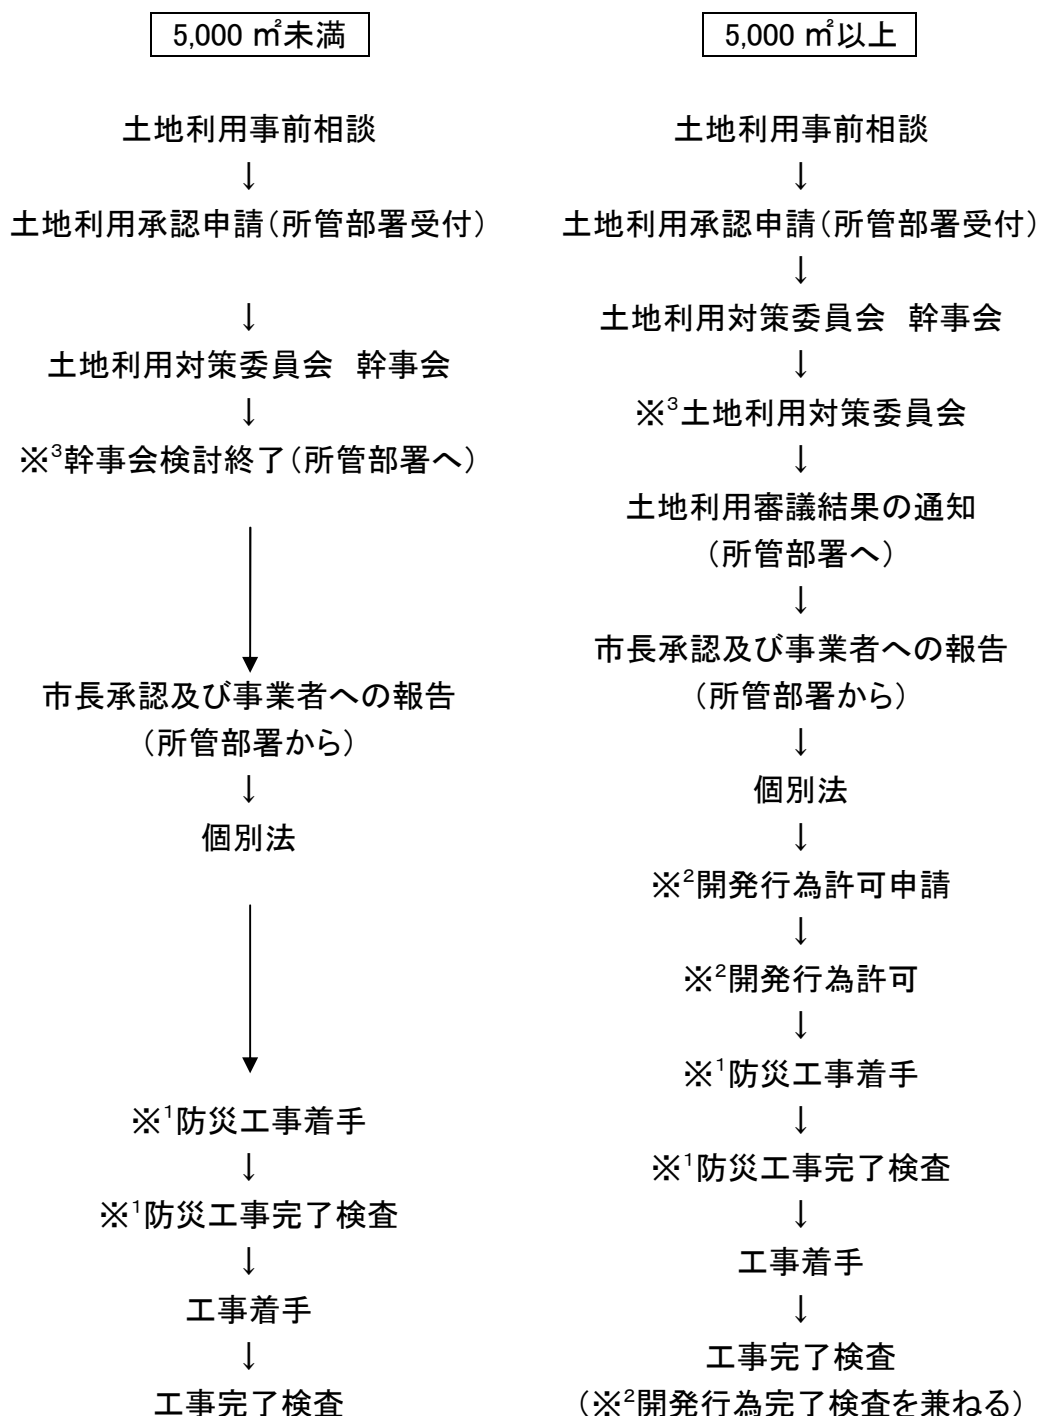 5,000 ㎡未満
土地利用事前相談
↓
土地利用承認申請(所管部署受付)
↓
土地利用対策委員会　幹事会
↓
※³幹事会検討終了(所管部署へ)
↓
市長承認及び事業者への報告
(所管部署から)
↓
個別法
↓
※¹防災工事着手
↓
※¹防災工事完了検査
↓
工事着手
↓
工事完了検査
5,000 ㎡以上
土地利用事前相談
↓
土地利用承認申請(所管部署受付)
↓
土地利用対策委員会　幹事会
↓
※³土地利用対策委員会
↓
土地利用審議結果の通知
(所管部署へ)
↓
市長承認及び事業者への報告
(所管部署から)
↓
個別法
↓
※²開発行為許可申請
↓
※²開発行為許可
↓
※¹防災工事着手
↓
※¹防災工事完了検査
↓
工事着手
↓
工事完了検査
(※²開発行為完了検査を兼ねる)